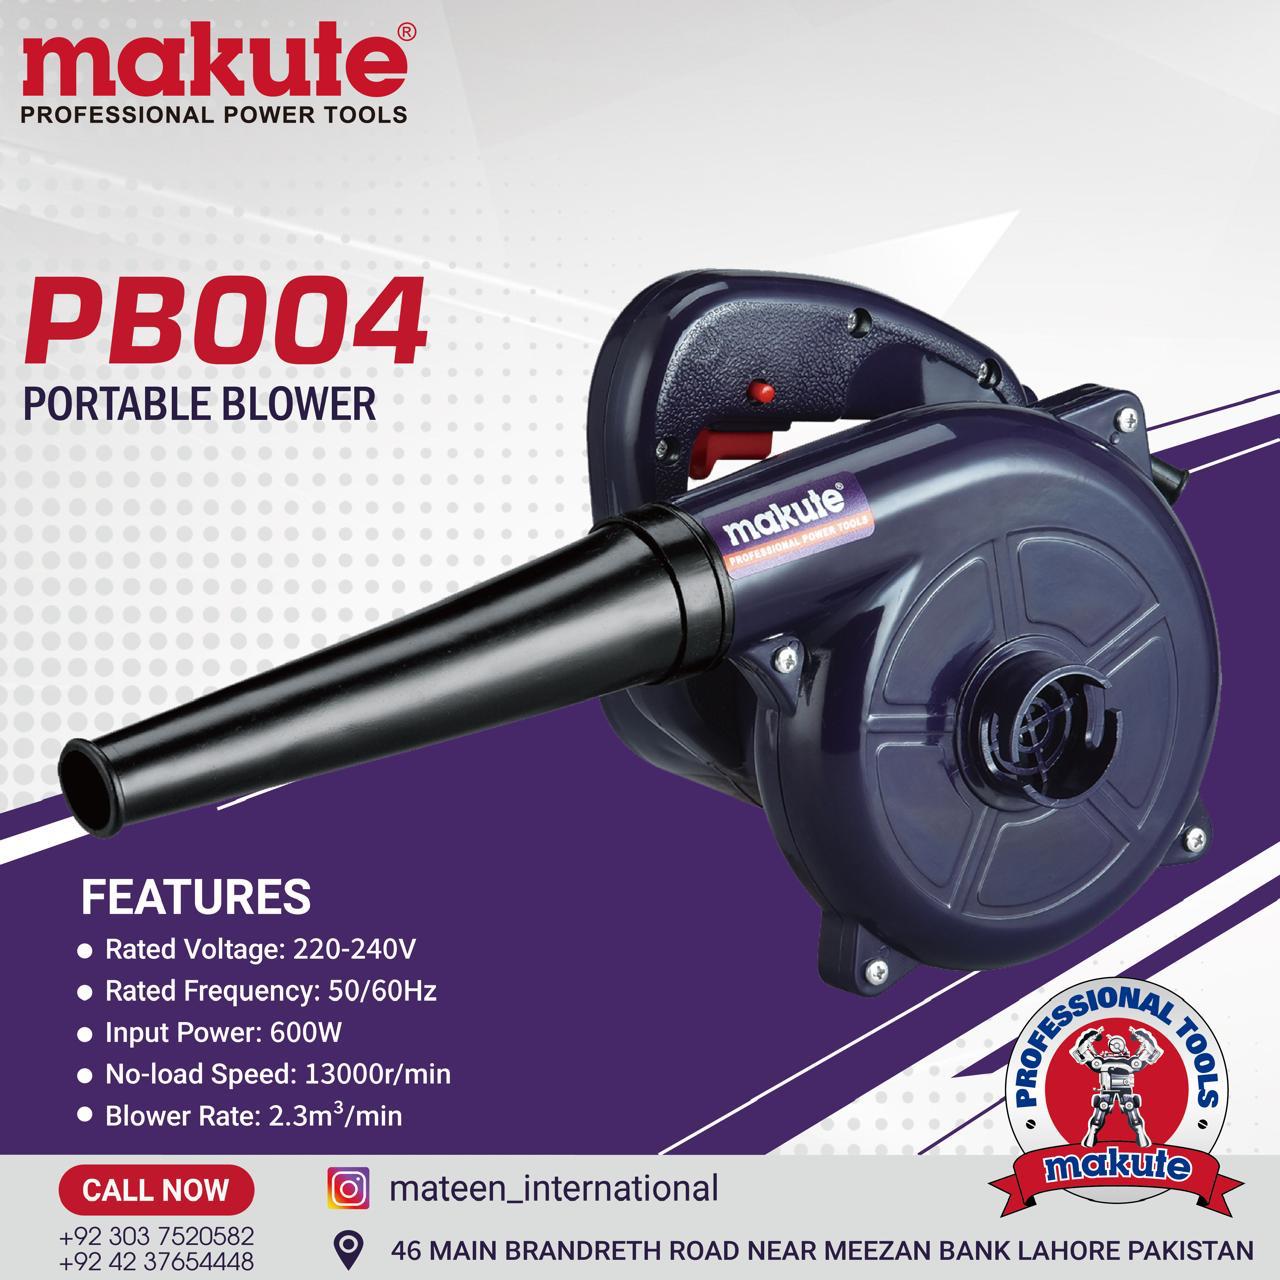 makute®
PROFESSIONAL POWER TOOLS
PB004
PORTABLE BLOWER
makute®
PROFESSIONAL POWER TOOLS
FEATURES
Rated Voltage: 220-240V
Rated Frequency: 50/60Hz
Input Power: 600W
No-load Speed: 13000r/min
Blower Rate: 2.3m³/min
PROFESSIONAL TOOLS
makute
CALL NOW
+92 303 7520582
+92 42 37654448
mateen_international
46 MAIN BRANDRETH ROAD NEAR MEEZAN BANK LAHORE PAKISTAN